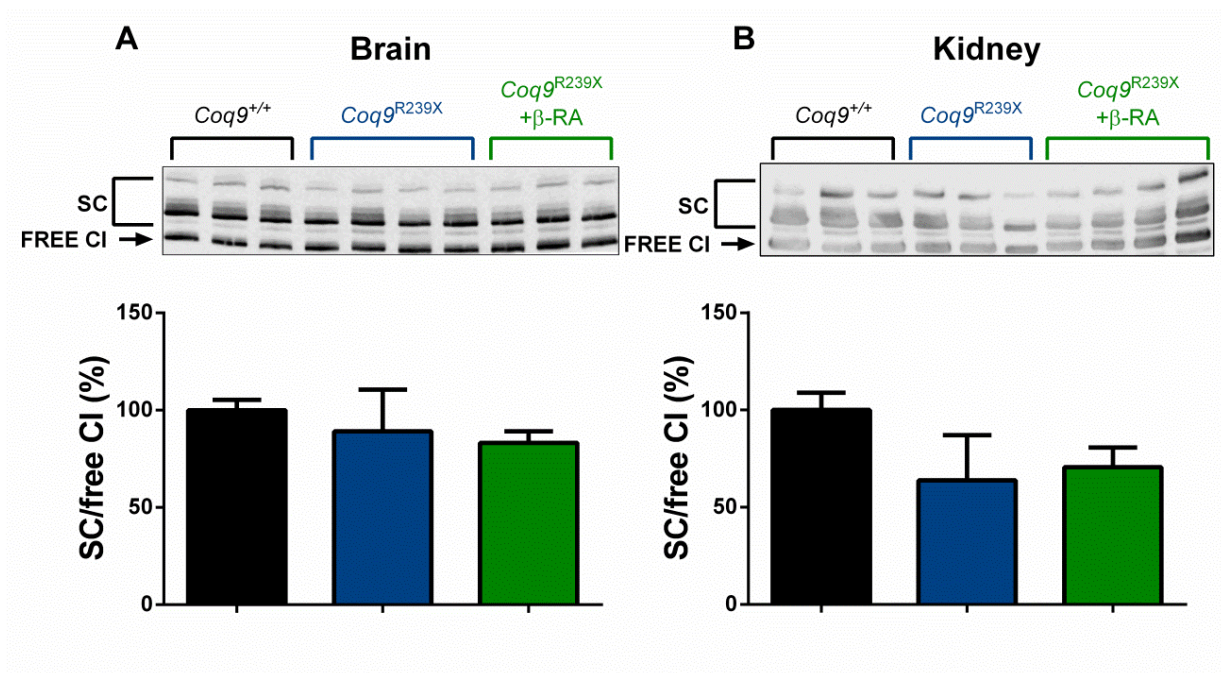 A
Brain
Coq9+/+
Coq9R239X
Coq9R239X
+β-RA
SC
FREE CI
SC/free CI (%)
150
100
50
0
B
Kidney
Coq9+/+
Coq9R239X
Coq9R239X
+β-RA
SC
FREE CI
SC/free CI (%)
150
100
50
0